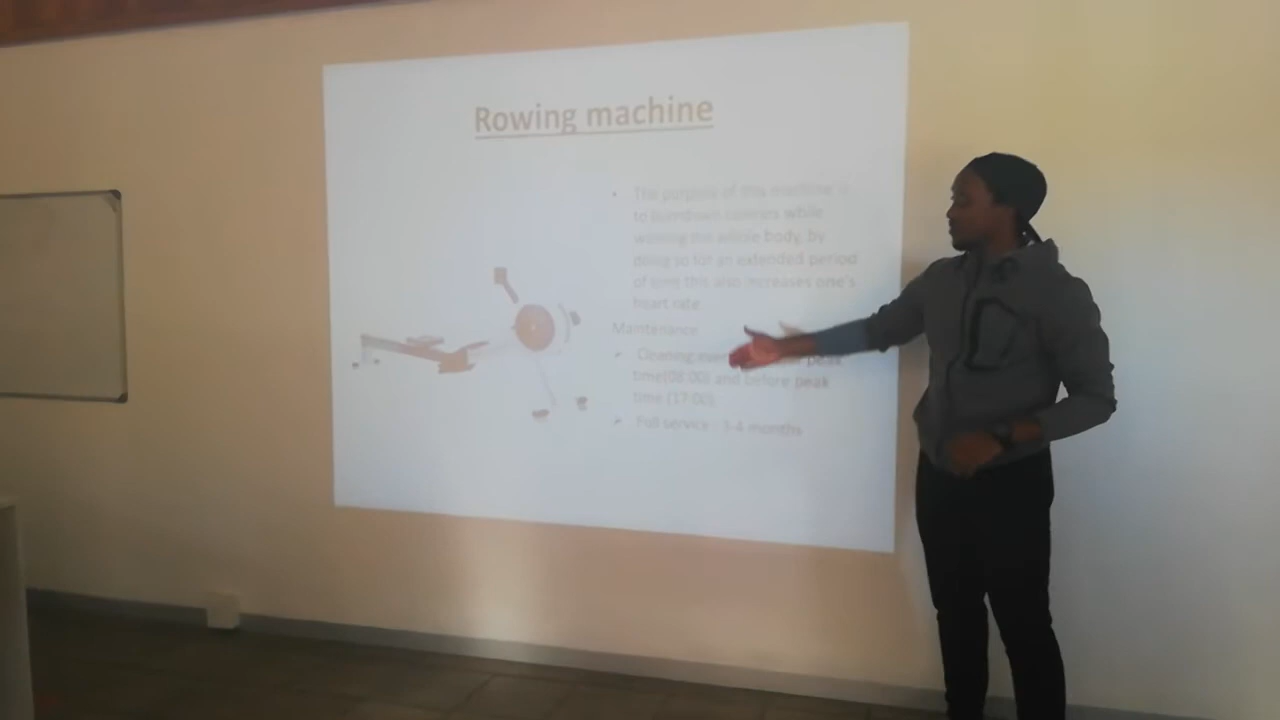 Rowing machine
• The purpose of this machine is
to burndown calories while
working the whole body, by
doing so for an extended period
of time this also increases one's
heart rate
Maintenance
➢ Cleaning peak
time(08:00) and before peak
time (17:00)
➢ Full service : 3-4 months